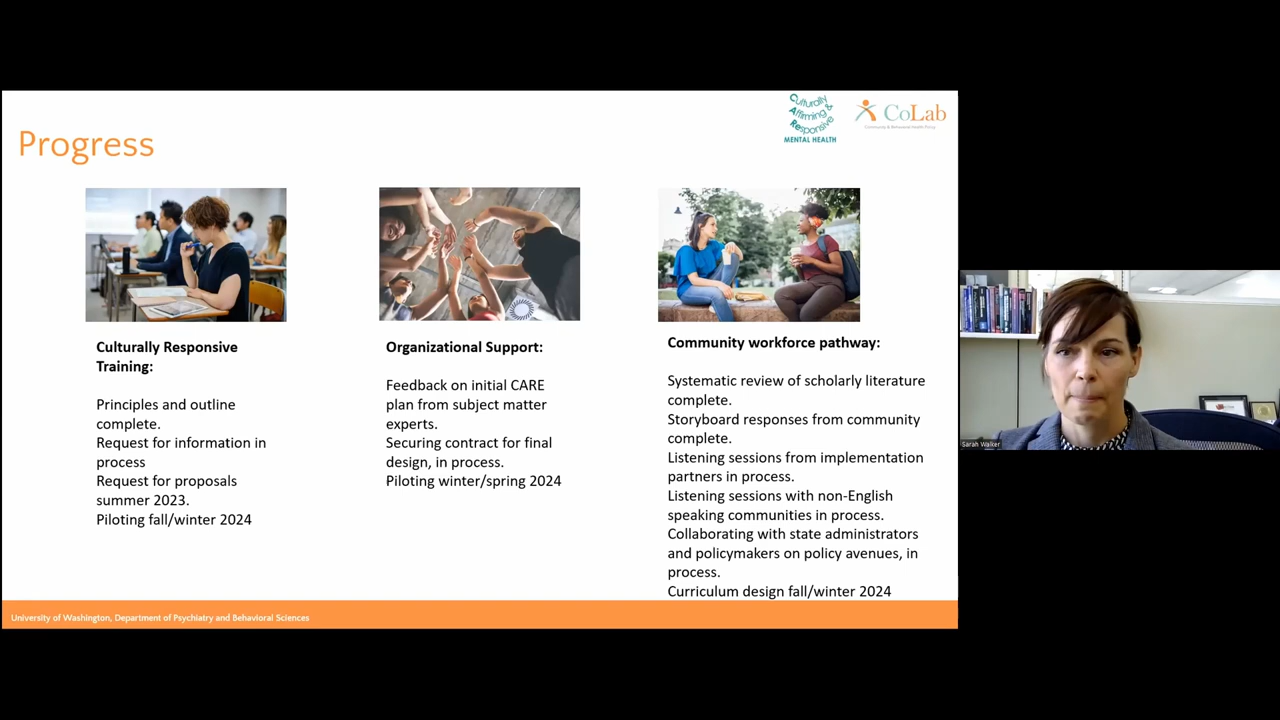 Progress
Culturally
Affirming &
Responsive
MENTAL HEALTH
CoLab
Community & Behavioral Health Policy
Culturally Responsive
Training:
Principles and outline
complete.
Request for information in
process
Request for proposals
summer 2023.
Piloting fall/winter 2024
Organizational Support:
Feedback on initial CARE
plan from subject matter
experts.
Securing contract for final
design, in process.
Piloting winter/spring 2024
Community workforce pathway:
Systematic review of scholarly literature
complete.
Storyboard responses from community
complete.
Listening sessions from implementation
partners in process.
Listening sessions with non-English
speaking communities in process.
Collaborating with state administrators
and policymakers on policy avenues, in
process.
Curriculum design fall/winter 2024
University of Washington, Department of Psychiatry and Behavioral Sciences
Sarah Walker